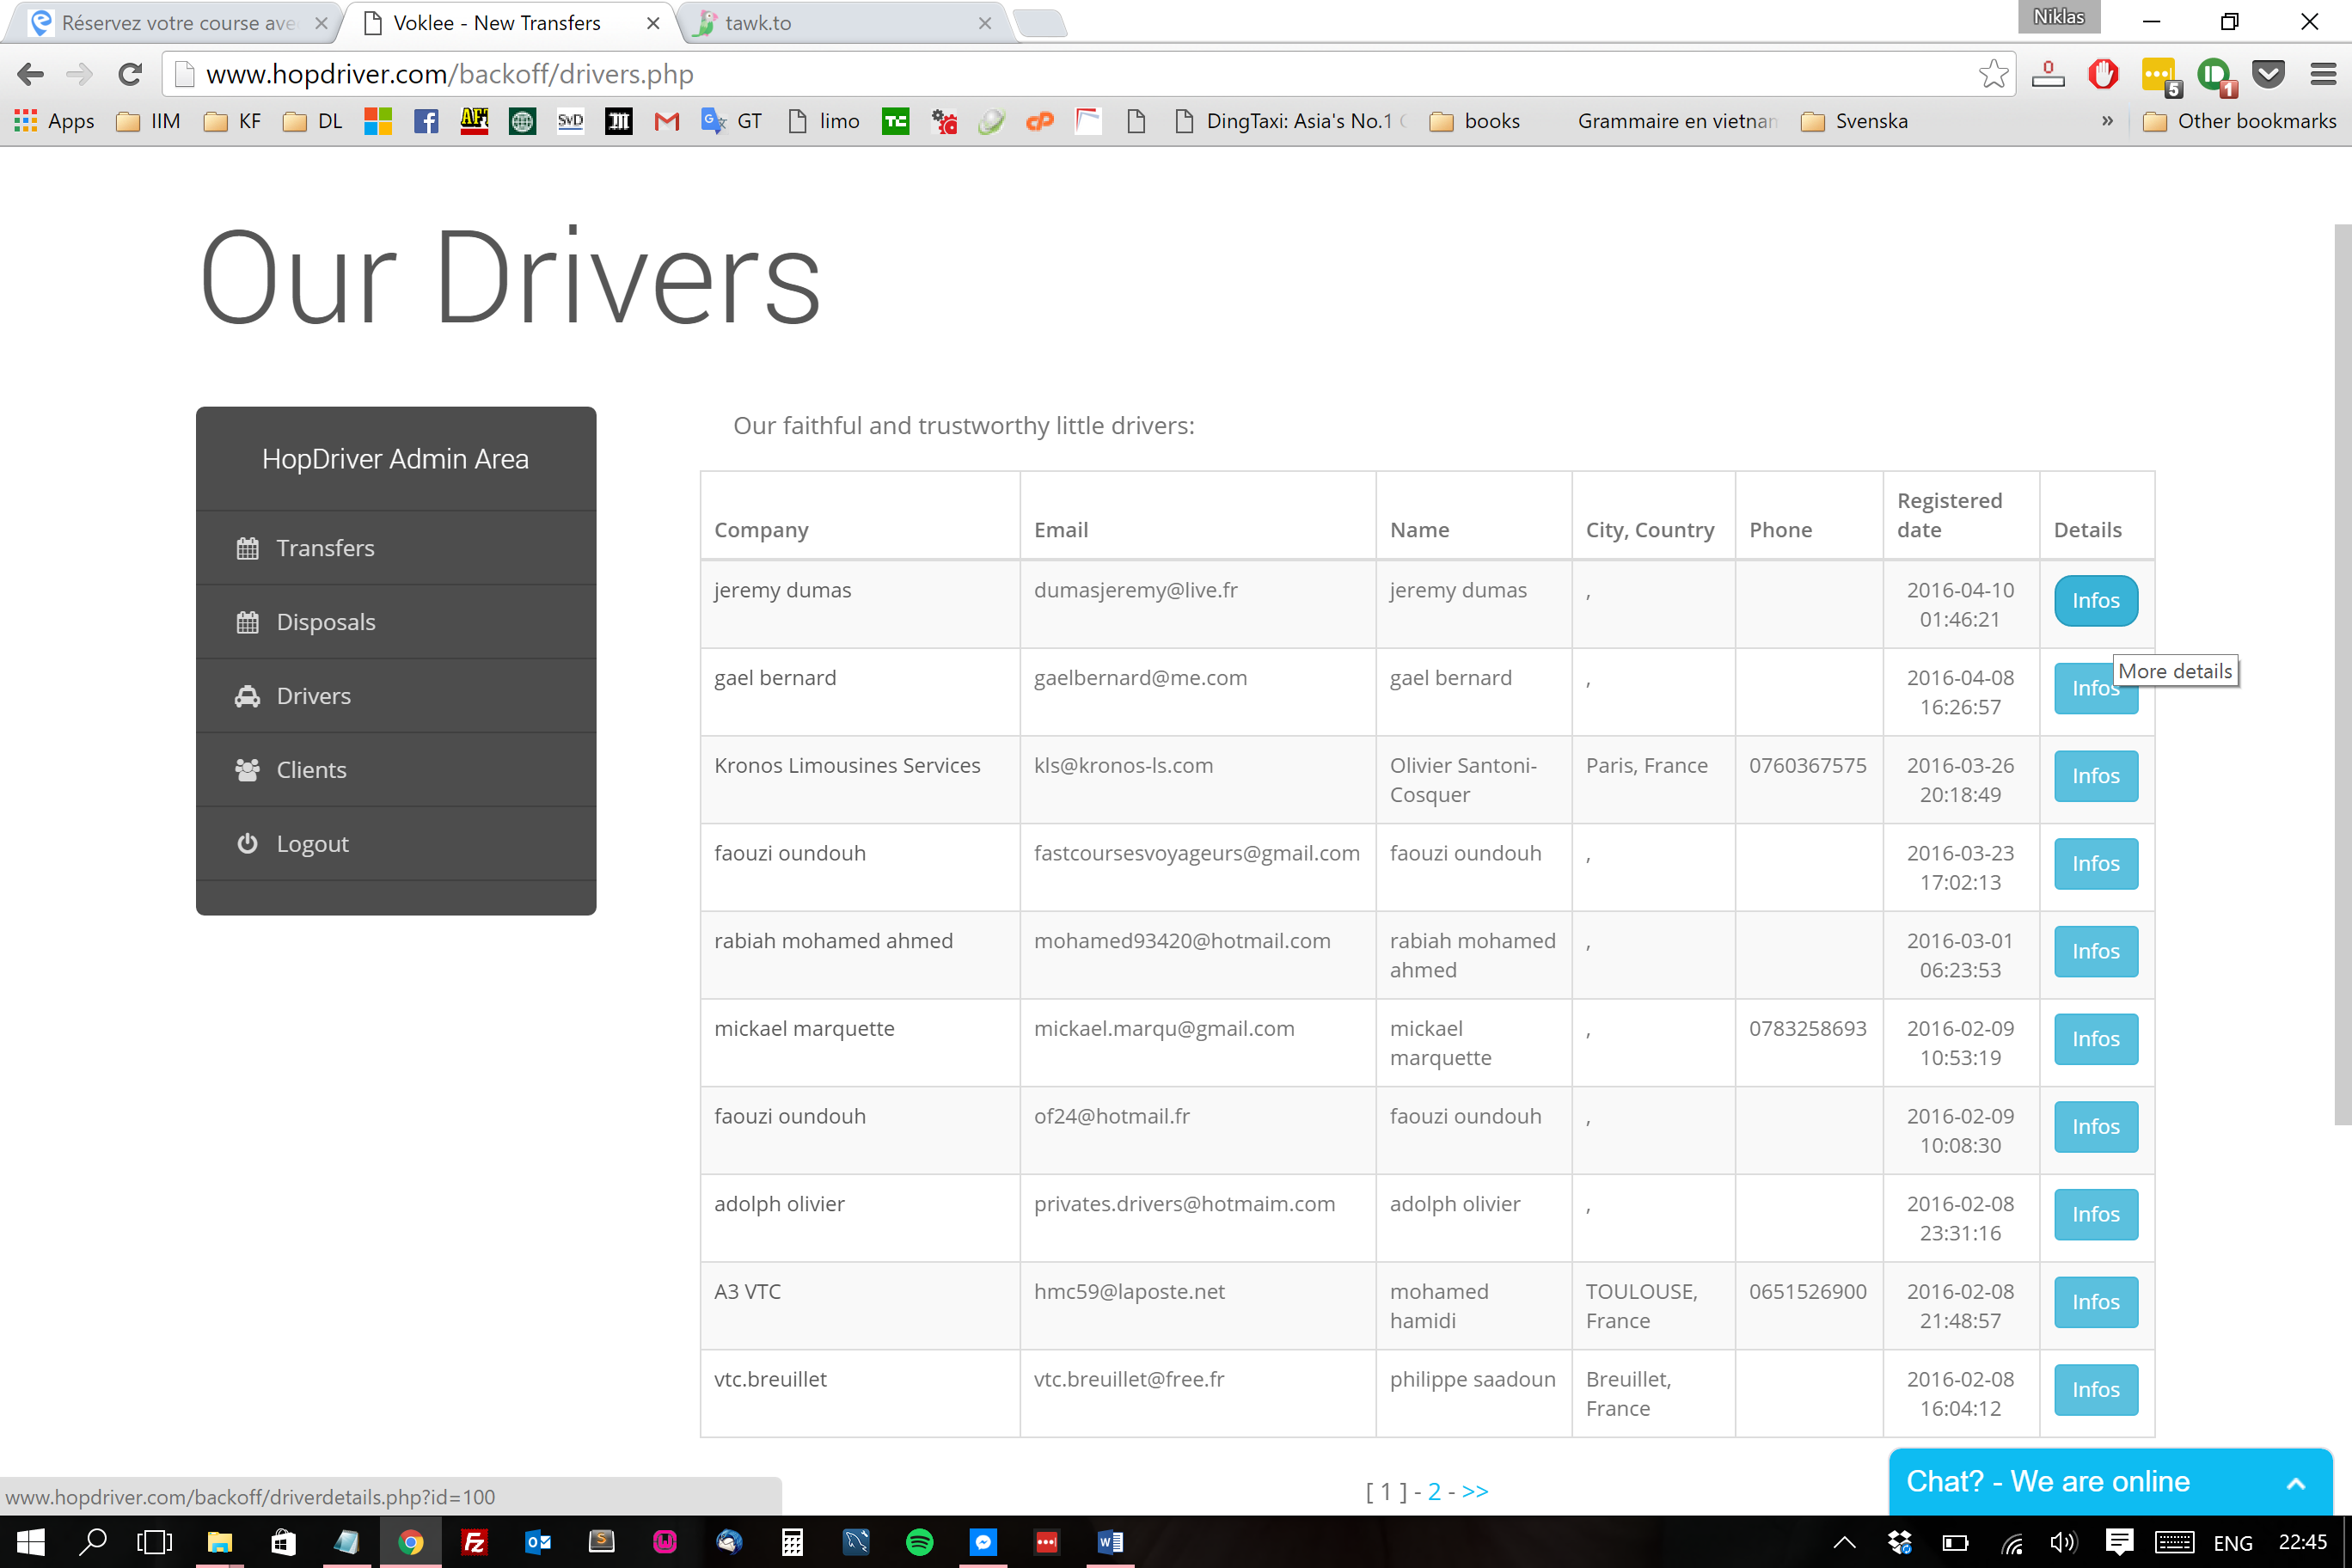 Réservez votre course ave
Voklee - New Transfers
tawk.to
Niklas
www.hopdriver.com/backoff/drivers.php
0
5
1
Apps
IIM
KF
DL
SvD
GT
limo
TC
DingTaxi: Asia's No.1
books
Grammaire en vietnam
Svenska
»
Other bookmarks
Our Drivers
HopDriver Admin Area
Transfers
Disposals
Drivers
Clients
Logout
Our faithful and trustworthy little drivers:
Company Email Name City, Country Phone Registered date Details
jeremy dumas dumasjeremy@live.fr jeremy dumas , 2016-04-10 01:46:21 Infos
More details
gael bernard gaelbernard@me.com gael bernard , 2016-04-08 16:26:57 Infos
Kronos Limousines Services kls@kronos-ls.com Olivier Santoni-Cosquer Paris, France 0760367575 2016-03-26 20:18:49 Infos
faouzi oundouh fastcoursesvoyageurs@gmail.com faouzi oundouh , 2016-03-23 17:02:13 Infos
rabiah mohamed ahmed mohamed93420@hotmail.com rabiah mohamed ahmed , 2016-03-01 06:23:53 Infos
mickael marquette mickael.marqu@gmail.com mickael marquette , 0783258693 2016-02-09 10:53:19 Infos
faouzi oundouh of24@hotmail.fr faouzi oundouh , 2016-02-09 10:08:30 Infos
adolph olivier privates.drivers@hotmaim.com adolph olivier , 2016-02-08 23:31:16 Infos
A3 VTC hmc59@laposte.net mohamed hamidi TOULOUSE, France 0651526900 2016-02-08 21:48:57 Infos
vtc.breuillet vtc.breuillet@free.fr philippe saadoun Breuillet, France 2016-02-08 16:04:12 Infos
[ 1 ] - 2 - >>
Chat? - We are online
www.hopdriver.com/backoff/driverdetails.php?id=100
ENG
22:45